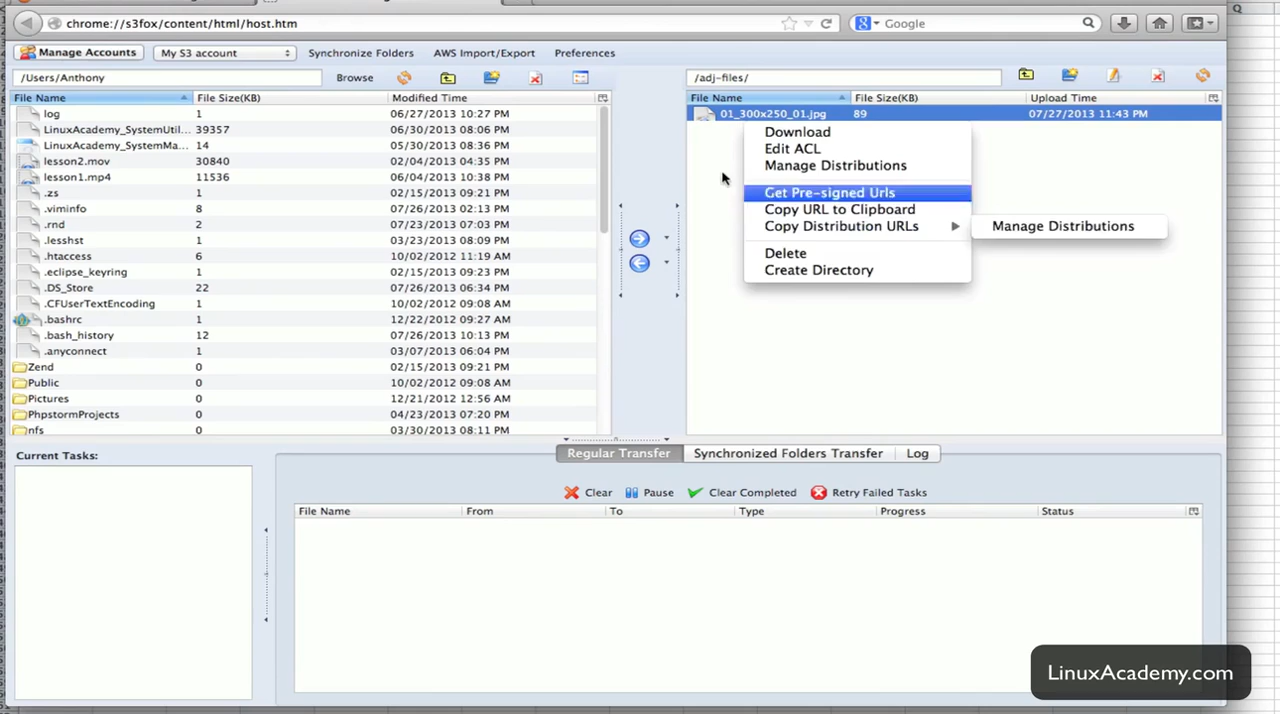 chrome://s3fox/content/html/host.htm
Google
Manage Accounts
My S3 account
Synchronize Folders
AWS Import/Export
Preferences
/Users/Anthony
Browse
/adj-files/
File Name File Size(KB) Modified Time
log 1 06/27/2013 10:27 PM
LinuxAcademy_SystemUtil... 39357 06/30/2013 08:06 PM
LinuxAcademy_SystemMa... 14 05/30/2013 08:36 PM
lesson2.mov 30840 02/04/2013 04:35 PM
lesson1.mp4 11536 06/04/2013 10:38 PM
.zs 1 02/15/2013 09:21 PM
.viminfo 8 07/26/2013 02:13 PM
.rnd 2 07/23/2013 07:03 PM
.lesshst 1 03/23/2013 08:09 PM
.htaccess 6 10/02/2012 11:19 AM
.eclipse_keyring 1 02/15/2013 09:23 PM
.DS_Store 22 07/26/2013 06:34 PM
.CFUserTextEncoding 1 10/02/2012 09:08 AM
.bashrc 1 12/22/2012 09:27 AM
.bash_history 12 07/26/2013 10:13 PM
.anyconnect 1 03/07/2013 06:04 PM
Zend 0 02/15/2013 09:21 PM
Public 0 10/02/2012 09:08 AM
Pictures 0 12/21/2012 12:56 AM
PhpstormProjects 0 04/23/2013 07:20 PM
nfs 0 03/30/2013 08:11 PM
File Name File Size(KB) Upload Time
01_300x250_01.jpg 89 07/27/2013 11:43 PM
Download
Edit ACL
Manage Distributions
Get Pre-signed Urls
Copy URL to Clipboard
Copy Distribution URLs
Manage Distributions
Delete
Create Directory
Current Tasks:
Regular Transfer
Synchronized Folders Transfer
Log
Clear
Pause
Clear Completed
Retry Failed Tasks
File Name From To Type Progress Status
LinuxAcademy.com